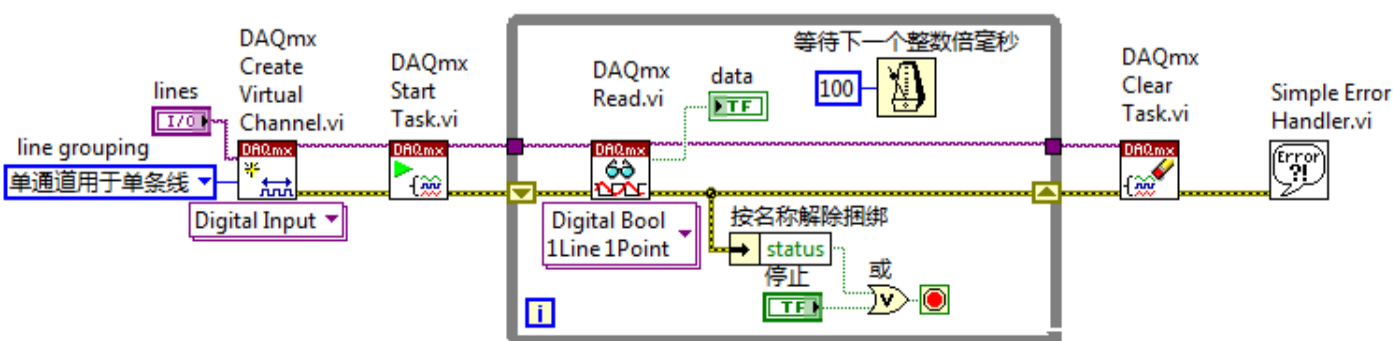 DAQmx
Create
Virtual
Channel.vi
lines
I/O
line grouping
单通道用于单条线
DAQmx
Digital Input
DAQmx
Start
Task.vi
DAQmx
DAQmx
Read.vi
DAQmx
Digital Bool
1Line 1Point
data
TF
等待下一个整数倍毫秒
100
按名称解除捆绑
status
停止
TF
或
V
i
DAQmx
Clear
Task.vi
DAQmx
Simple Error
Handler.vi
Error
?!